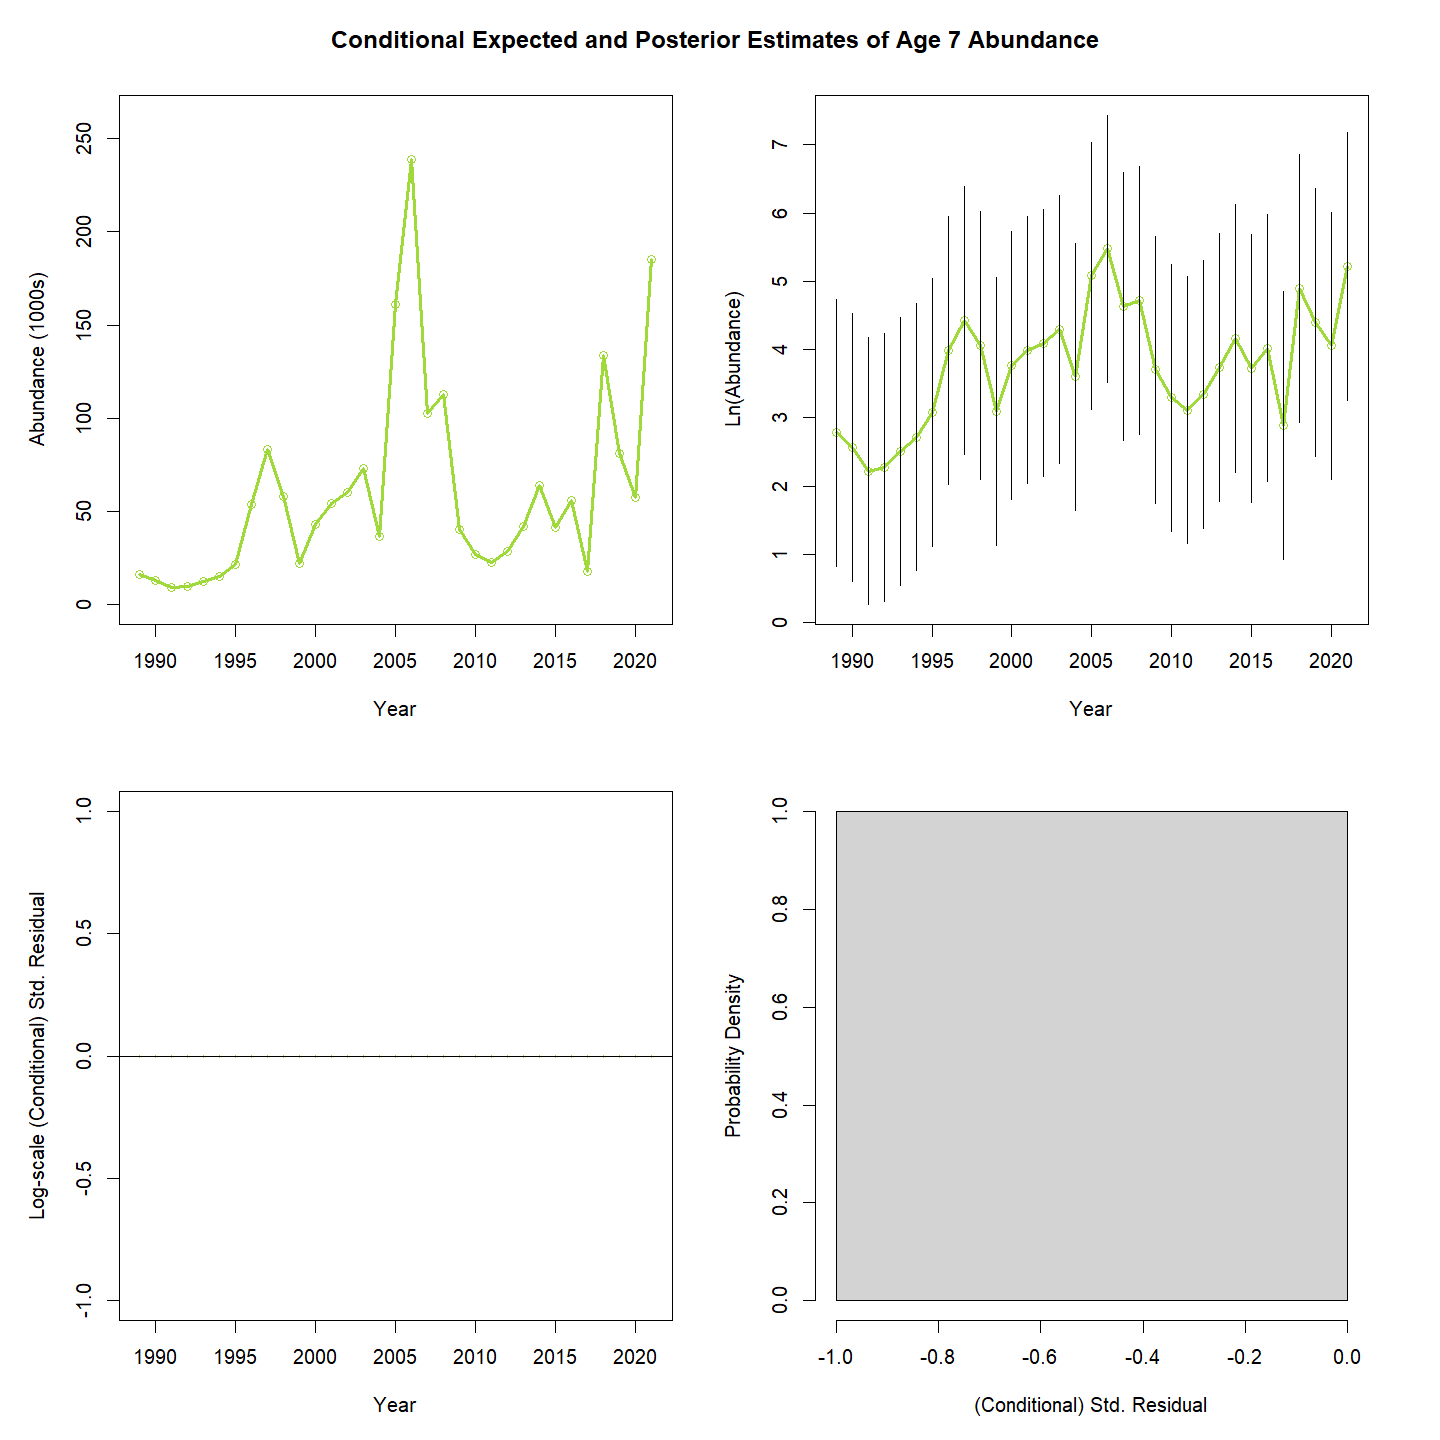 Conditional Expected and Posterior Estimates of Age 7 Abundance
Abundance (1000s)
250
200
150
100
50
0
1990 1995 2000 2005 2010 2015 2020
Year
Ln(Abundance)
7
6
5
4
3
2
1
0
1990 1995 2000 2005 2010 2015 2020
Year
Log-scale (Conditional) Std. Residual
1.0
0.5
0.0
-0.5
-1.0
1990 1995 2000 2005 2010 2015 2020
Year
Probability Density
1.0
0.8
0.6
0.4
0.2
0.0
-1.0 -0.8 -0.6 -0.4 -0.2 0.0
(Conditional) Std. Residual